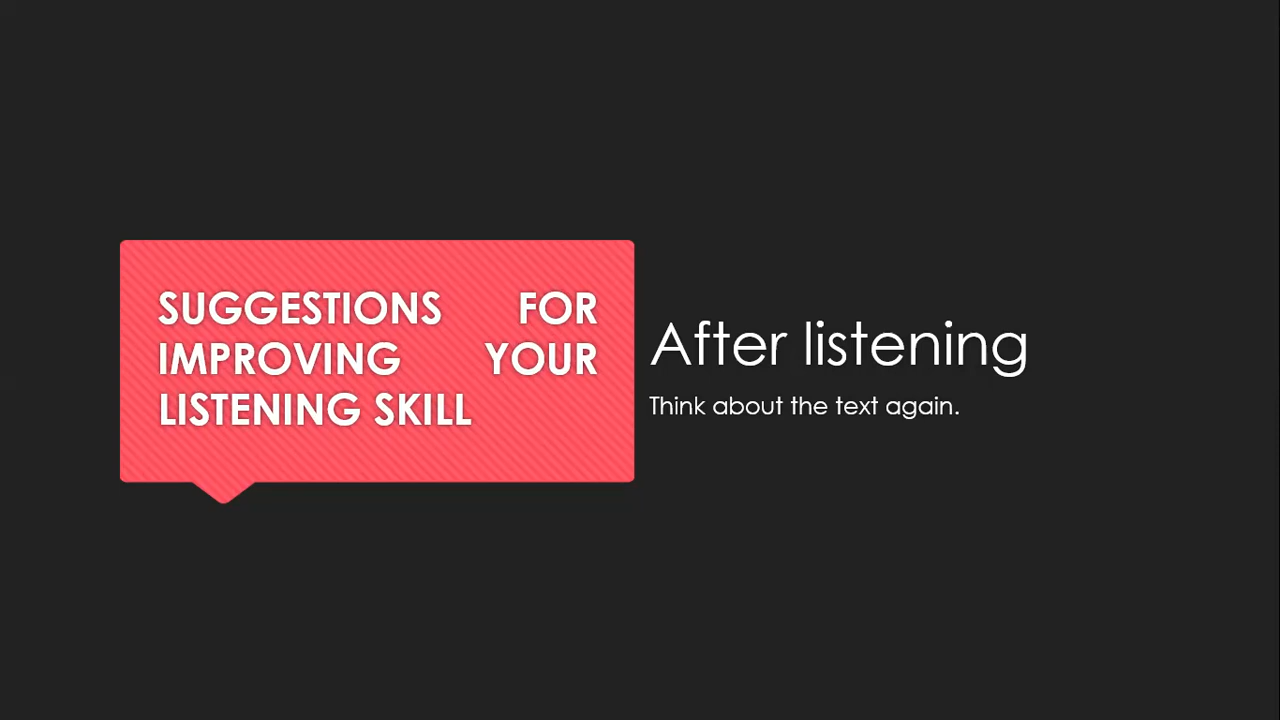 SUGGESTIONS FOR
IMPROVING YOUR
LISTENING SKILL
After listening
Think about the text again.